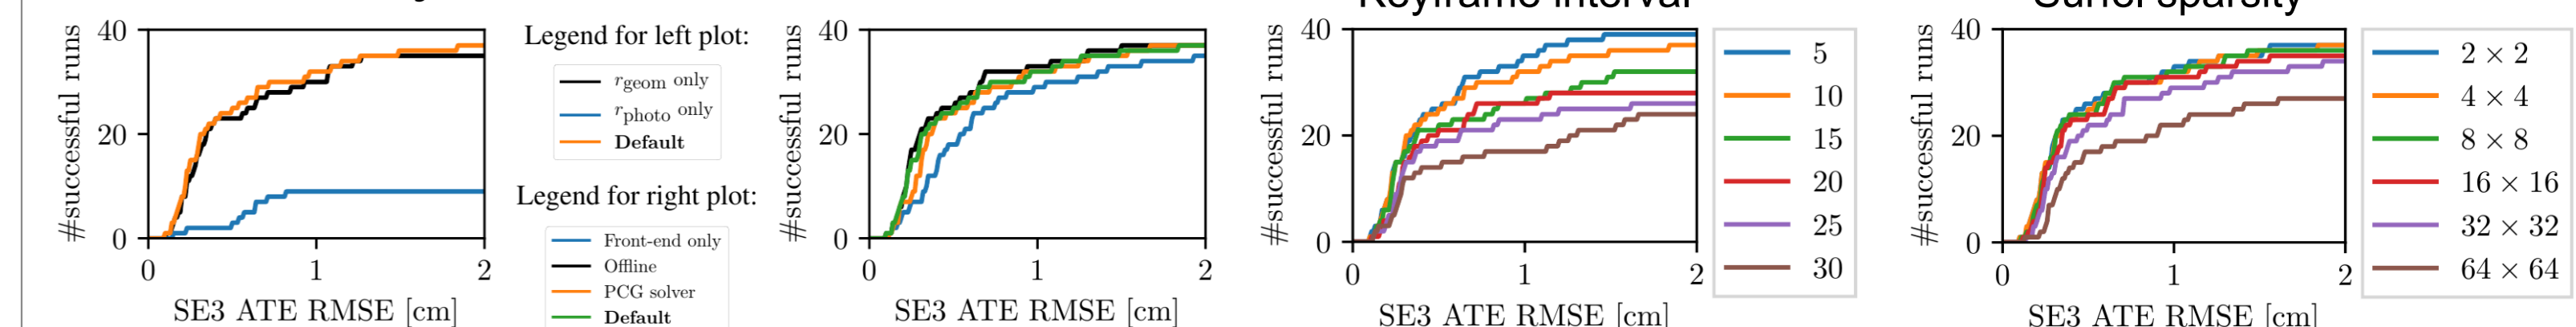 40
20
0
0 1 2
#successful runs
SE3 ATE RMSE [cm]
Legend for left plot:
r_geom only
r_photo only
Default
Legend for right plot:
Front-end only
Offline
PCG solver
Default
40
20
0
0 1 2
#successful runs
SE3 ATE RMSE [cm]
Keyframe interval
40
20
0
0 1 2
#successful runs
SE3 ATE RMSE [cm]
5
10
15
20
25
30
Surfel sparsity
40
20
0
0 1 2
#successful runs
SE3 ATE RMSE [cm]
2 × 2
4 × 4
8 × 8
16 × 16
32 × 32
64 × 64